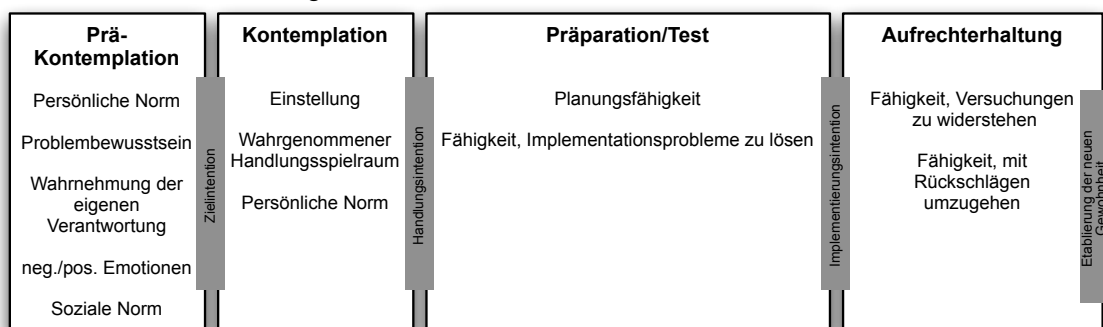 Prä-
Kontemplation
Persönliche Norm
Problembewusstsein
Wahrnehmung der
eigenen
Verantwortung
neg./pos. Emotionen
Soziale Norm
Zielintention
Kontemplation
Einstellung
Wahrgenommener
Handlungsspielraum
Persönliche Norm
Handlungsintention
Präparation/Test
Planungsfähigkeit
Fähigkeit, Implementationsprobleme zu lösen
Implementierungsintention
Aufrechterhaltung
Fähigkeit, Versuchungen
zu widerstehen
Fähigkeit, mit
Rückschlägen
umzugehen
Etablierung der neuen
Gewohnheit